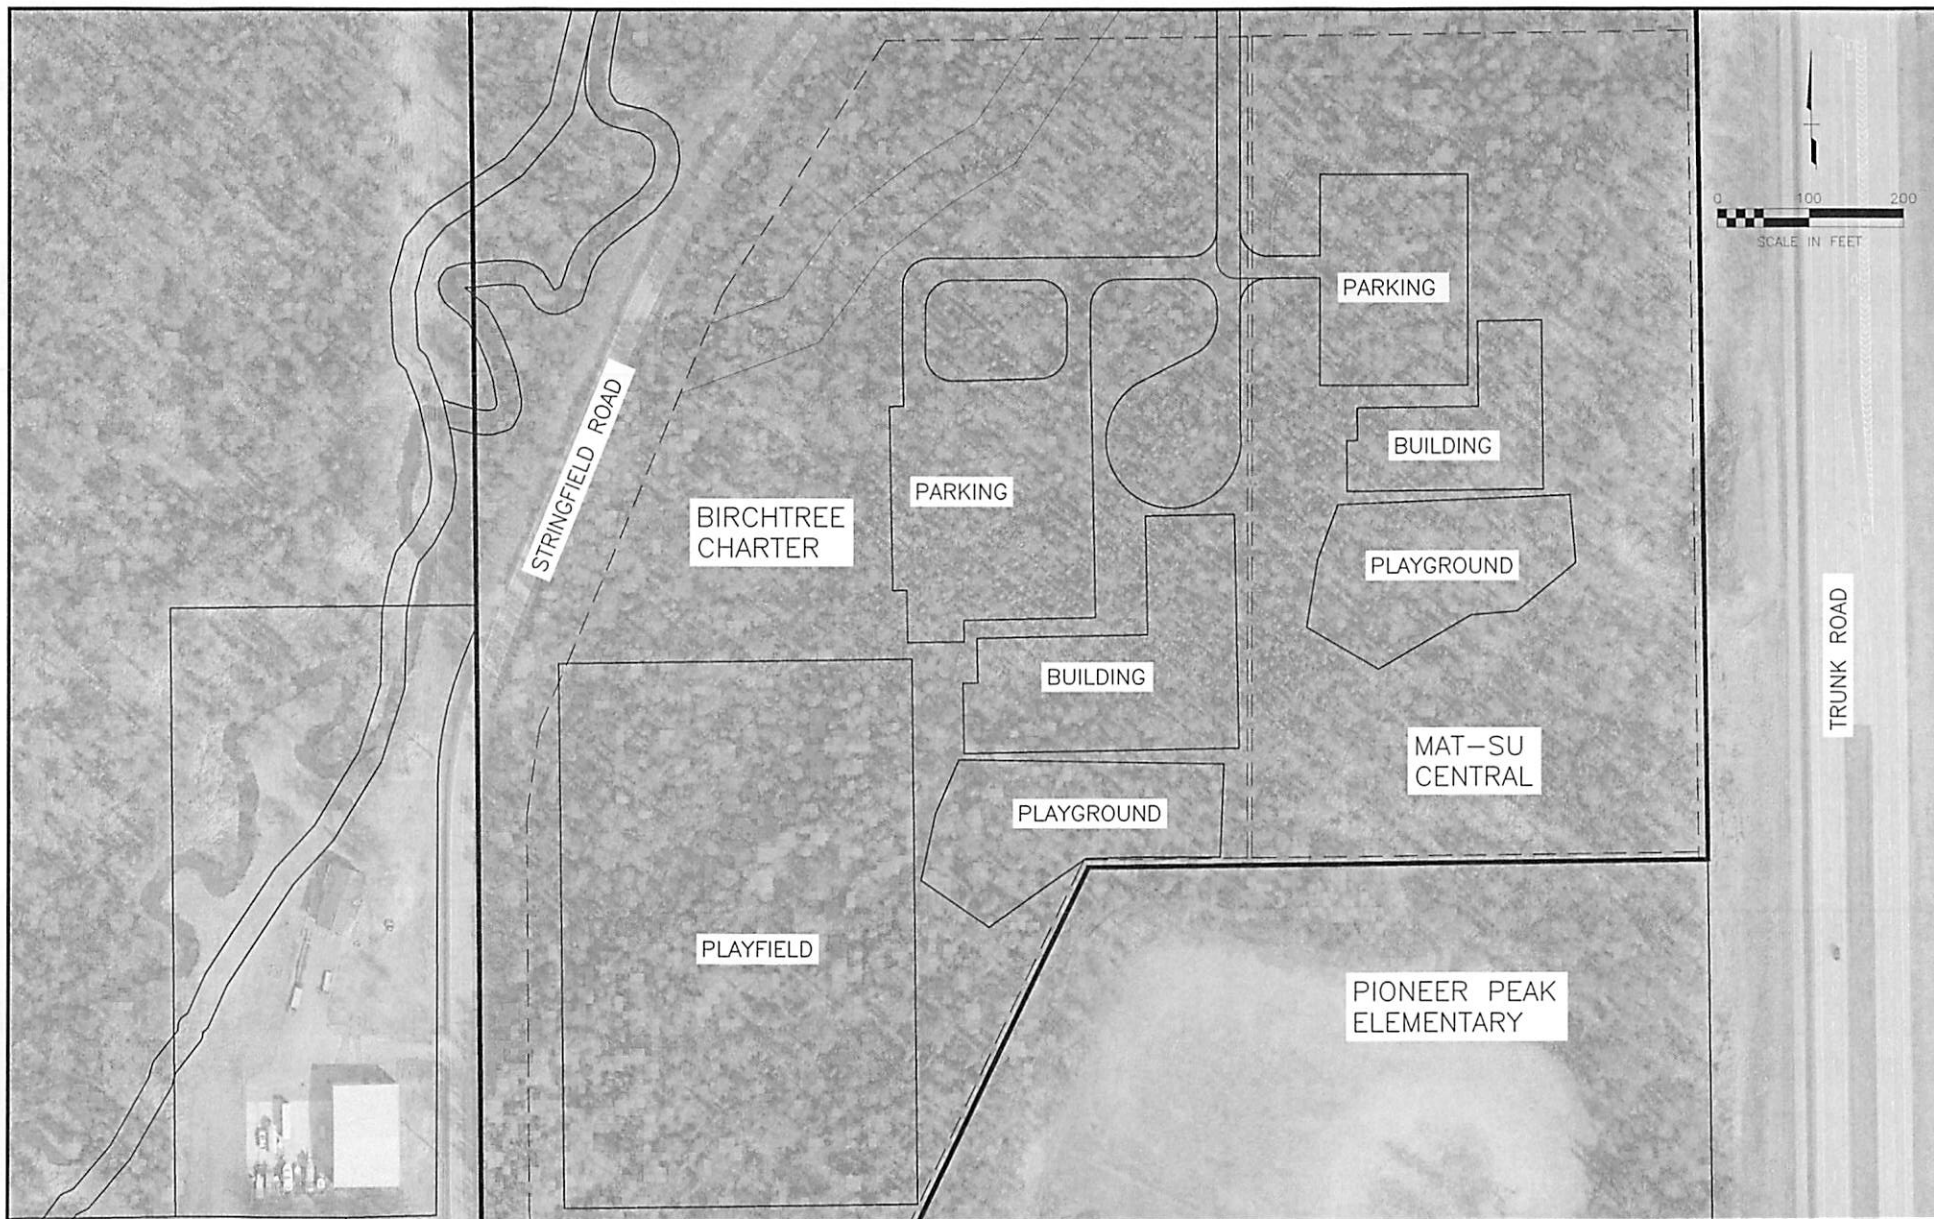 0 100 200
SCALE IN FEET
PARKING
BUILDING
STRINGFIELD ROAD
PARKING
BIRCHTREE
CHARTER
PLAYGROUND
TRUNK ROAD
BUILDING
MAT-SU
CENTRAL
PLAYGROUND
PLAYFIELD
PIONEER PEAK
ELEMENTARY